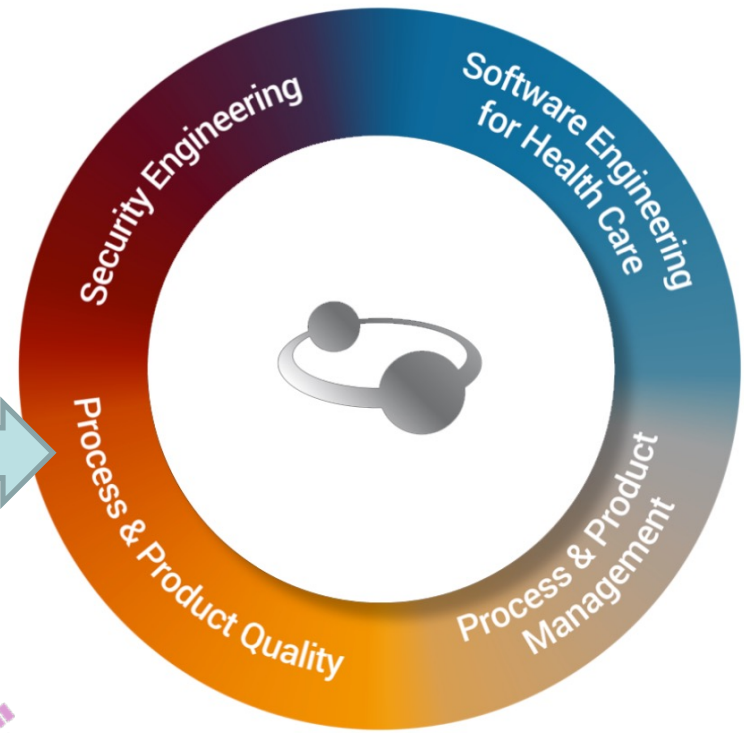 Security Engineering
Software Engineering
for Health Care
Process & Product Quality
Process & Product
Management